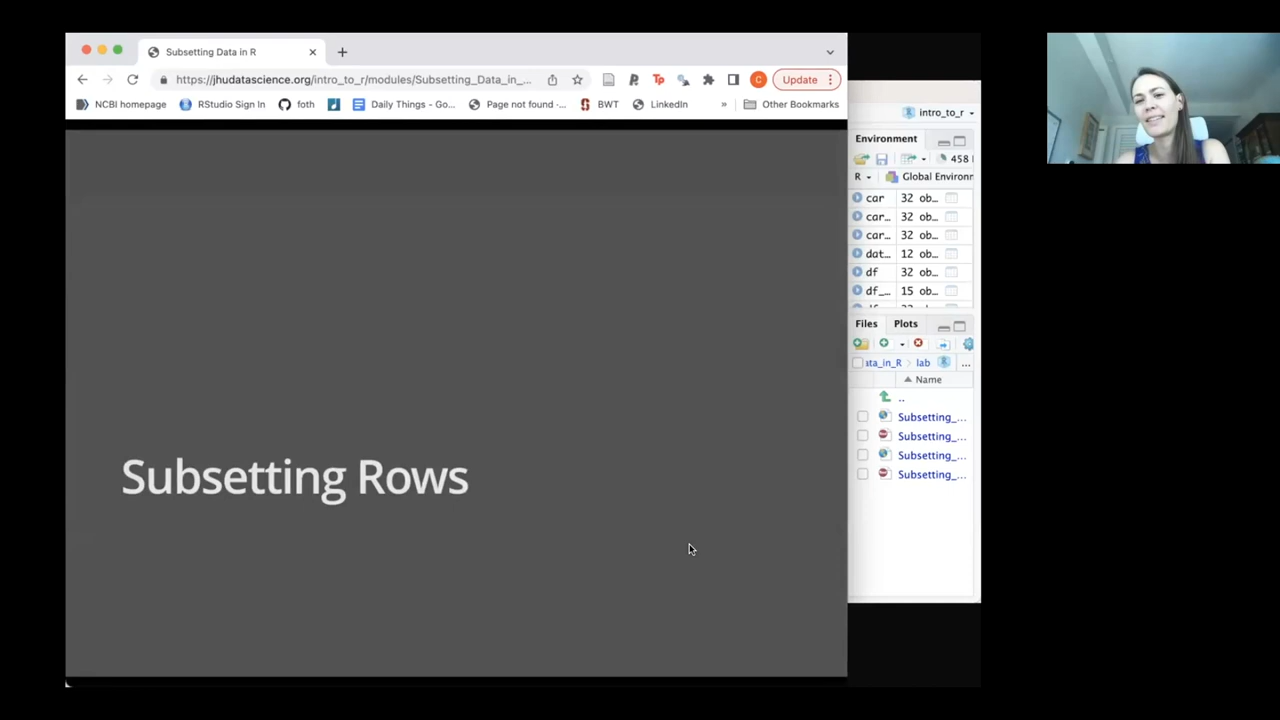 Subsetting Data in R
https://jhudatascience.org/intro_to_r/modules/Subsetting_Data_in_...
Update
NCBI homepage
RStudio Sign In
foth
Daily Things - Go...
Page not found ·...
BWT
LinkedIn
»
Other Bookmarks
Subsetting Rows
intro_to_r
Environment
458
R
Global Environm
car 32 ob...
car... 32 ob...
car... 32 ob...
dat... 12 ob...
df 32 ob...
df_... 15 ob...
Files Plots
ata_in_R lab ...
Name
..
Subsetting_...
Subsetting_...
Subsetting_...
Subsetting_...